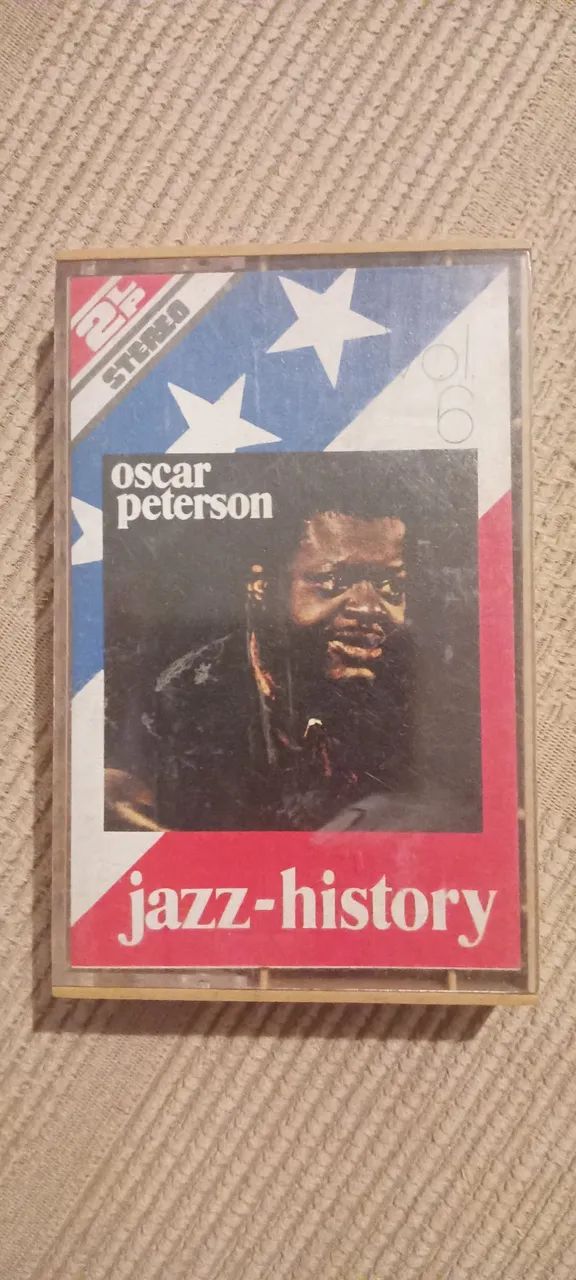 2LP
STEREO
vol.
6
oscar
peterson
jazz-history